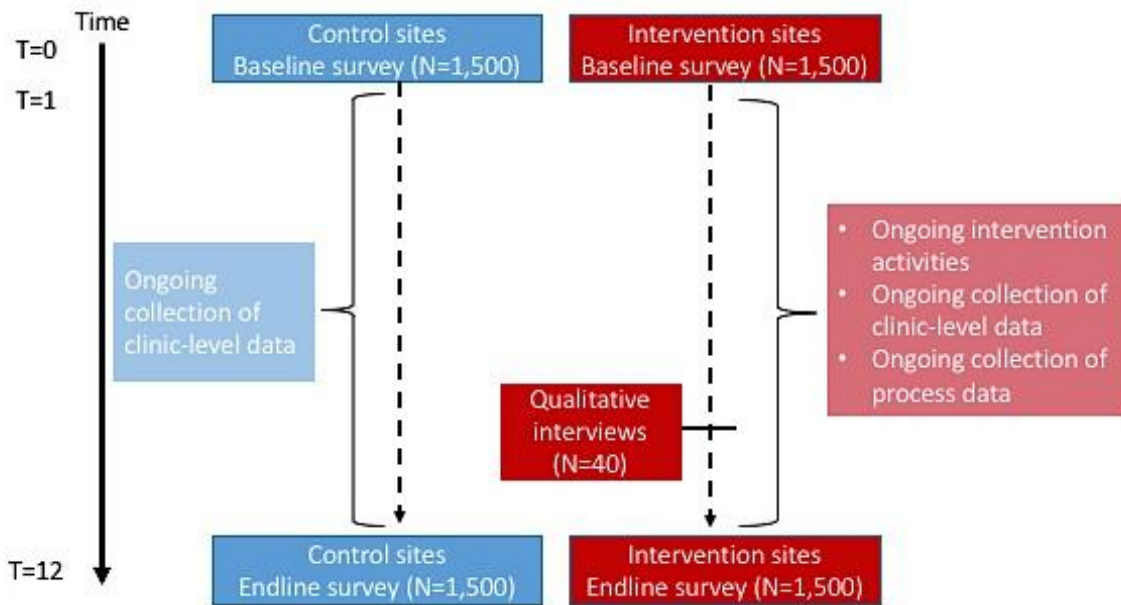 Time
T=0
Control sites
Baseline survey (N=1,500)
Intervention sites
Baseline survey (N=1,500)
T=1
Ongoing
collection of
clinic-level data
• Ongoing intervention
activities
• Ongoing collection of
clinic-level data
• Ongoing collection of
process data
Qualitative
interviews
(N=40)
T=12
Control sites
Endline survey (N=1,500)
Intervention sites
Endline survey (N=1,500)